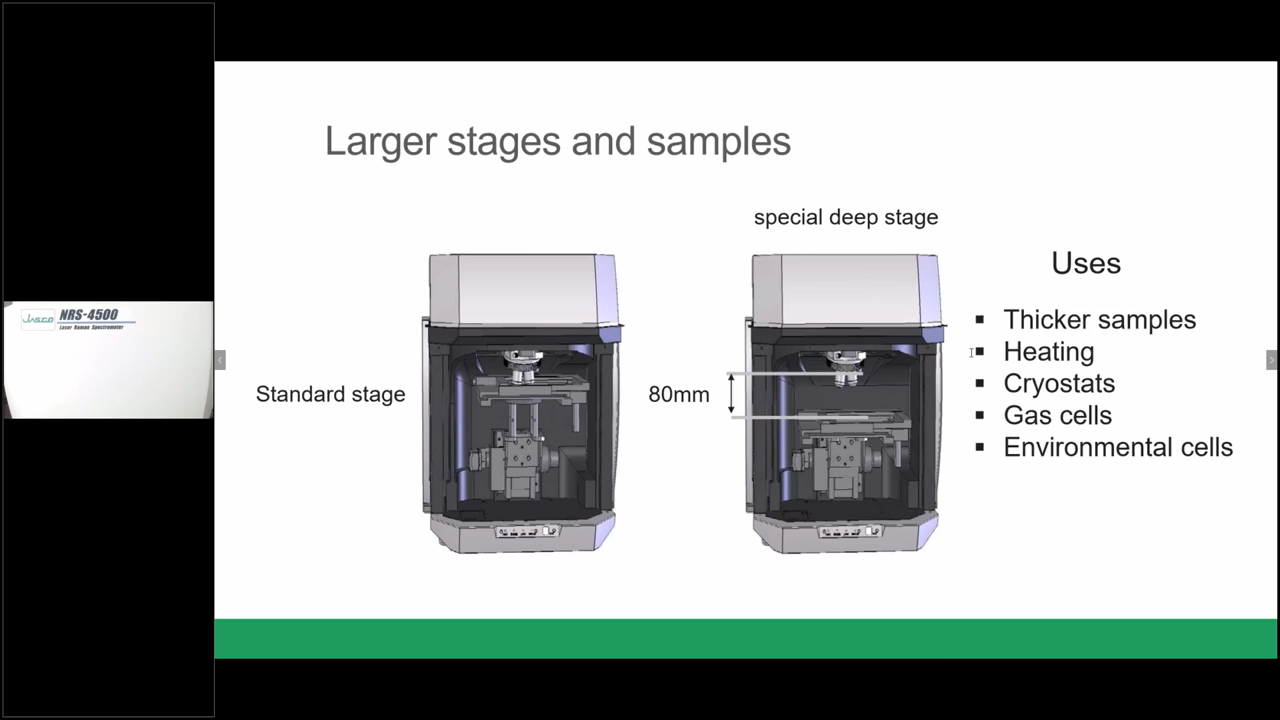 Larger stages and samples
special deep stage
Uses
Standard stage
80mm
▪ Thicker samples
▪ Heating
▪ Cryostats
▪ Gas cells
▪ Environmental cells
Jasco
NRS-4500
Laser Raman Spectrometer